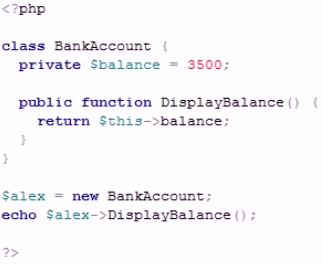 <?php
class BankAccount {
  private $balance = 3500;
  public function DisplayBalance() {
    return $this->balance;
  }
}
$alex = new BankAccount;
echo $alex->DisplayBalance();
?>